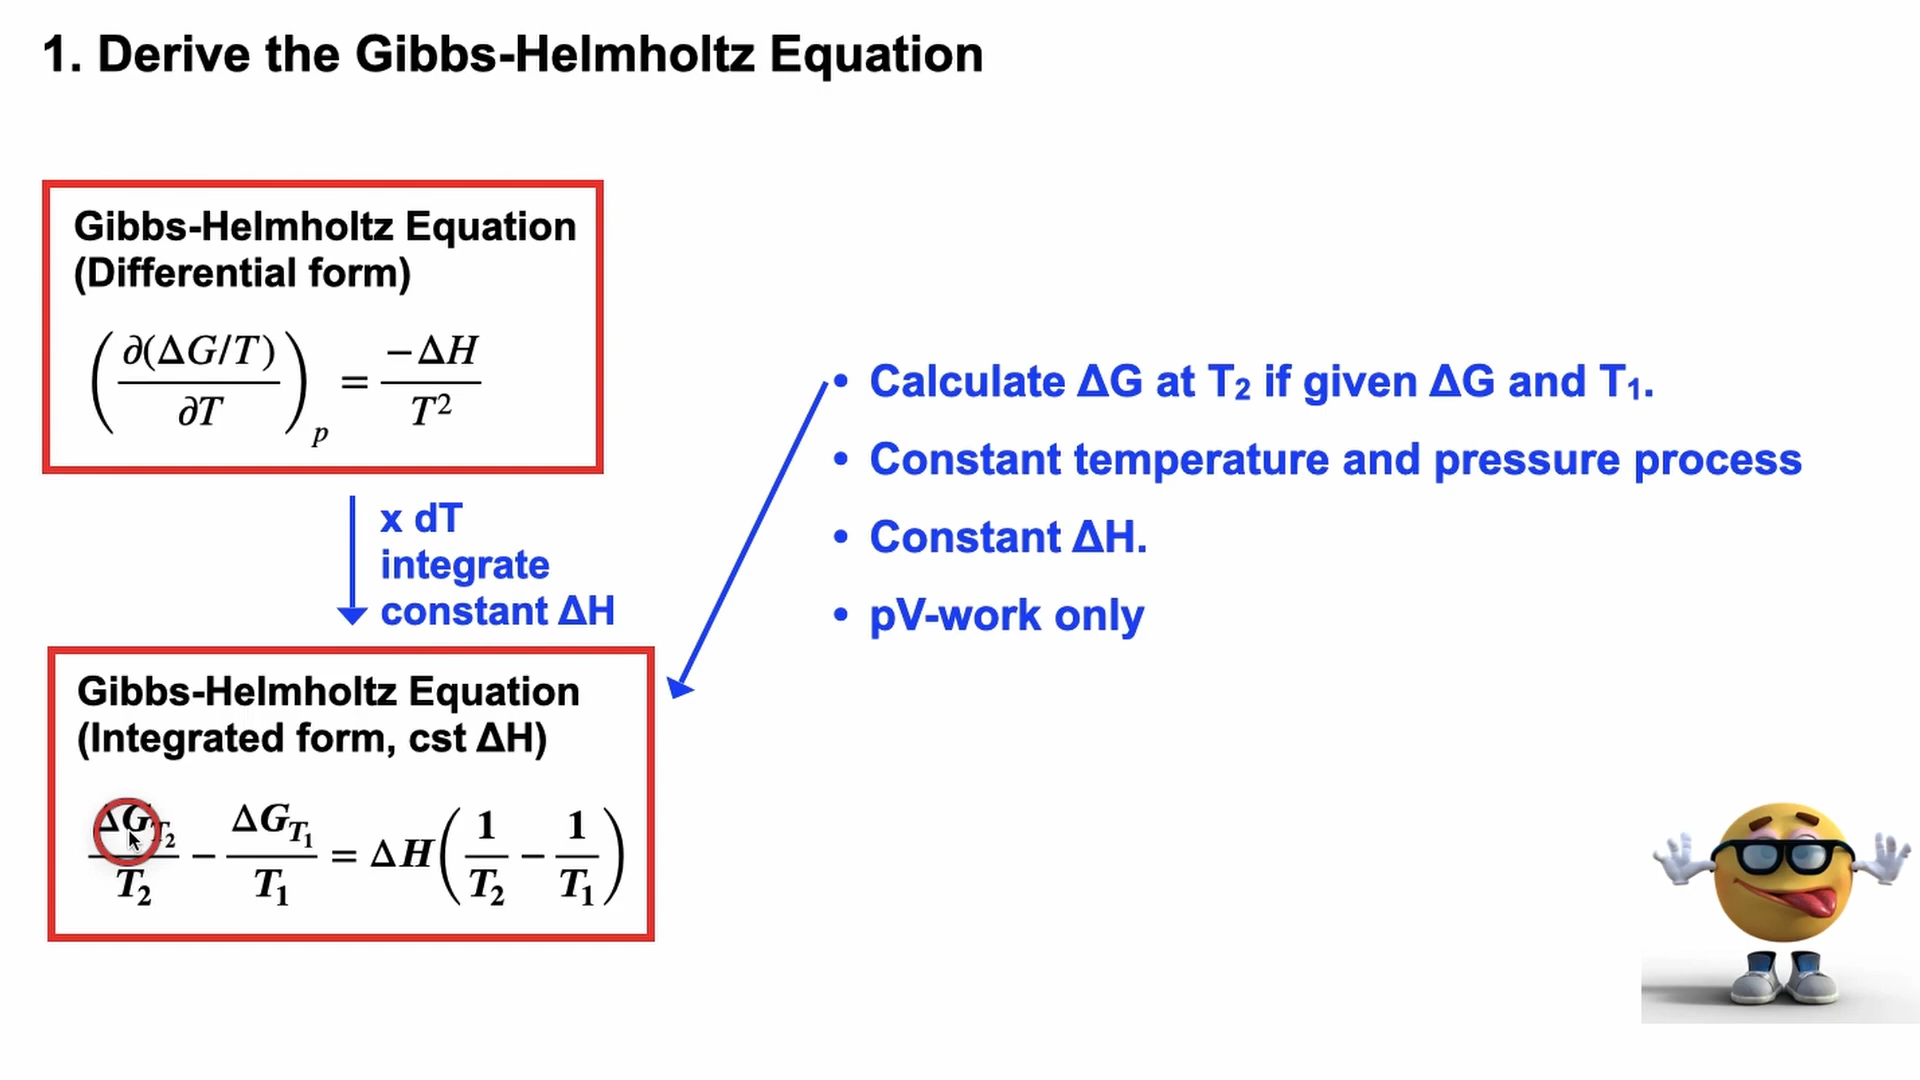 1. Derive the Gibbs-Helmholtz Equation
Gibbs-Helmholtz Equation
(Differential form)
(∂(ΔG/T)/∂T)ₚ = −ΔH/T²
x dT
integrate
constant ΔH
Gibbs-Helmholtz Equation
(Integrated form, cst ΔH)
ΔG_T₂/T₂ − ΔG_T₁/T₁ = ΔH(1/T₂ − 1/T₁)
• Calculate ΔG at T₂ if given ΔG and T₁.
• Constant temperature and pressure process
• Constant ΔH.
• pV-work only